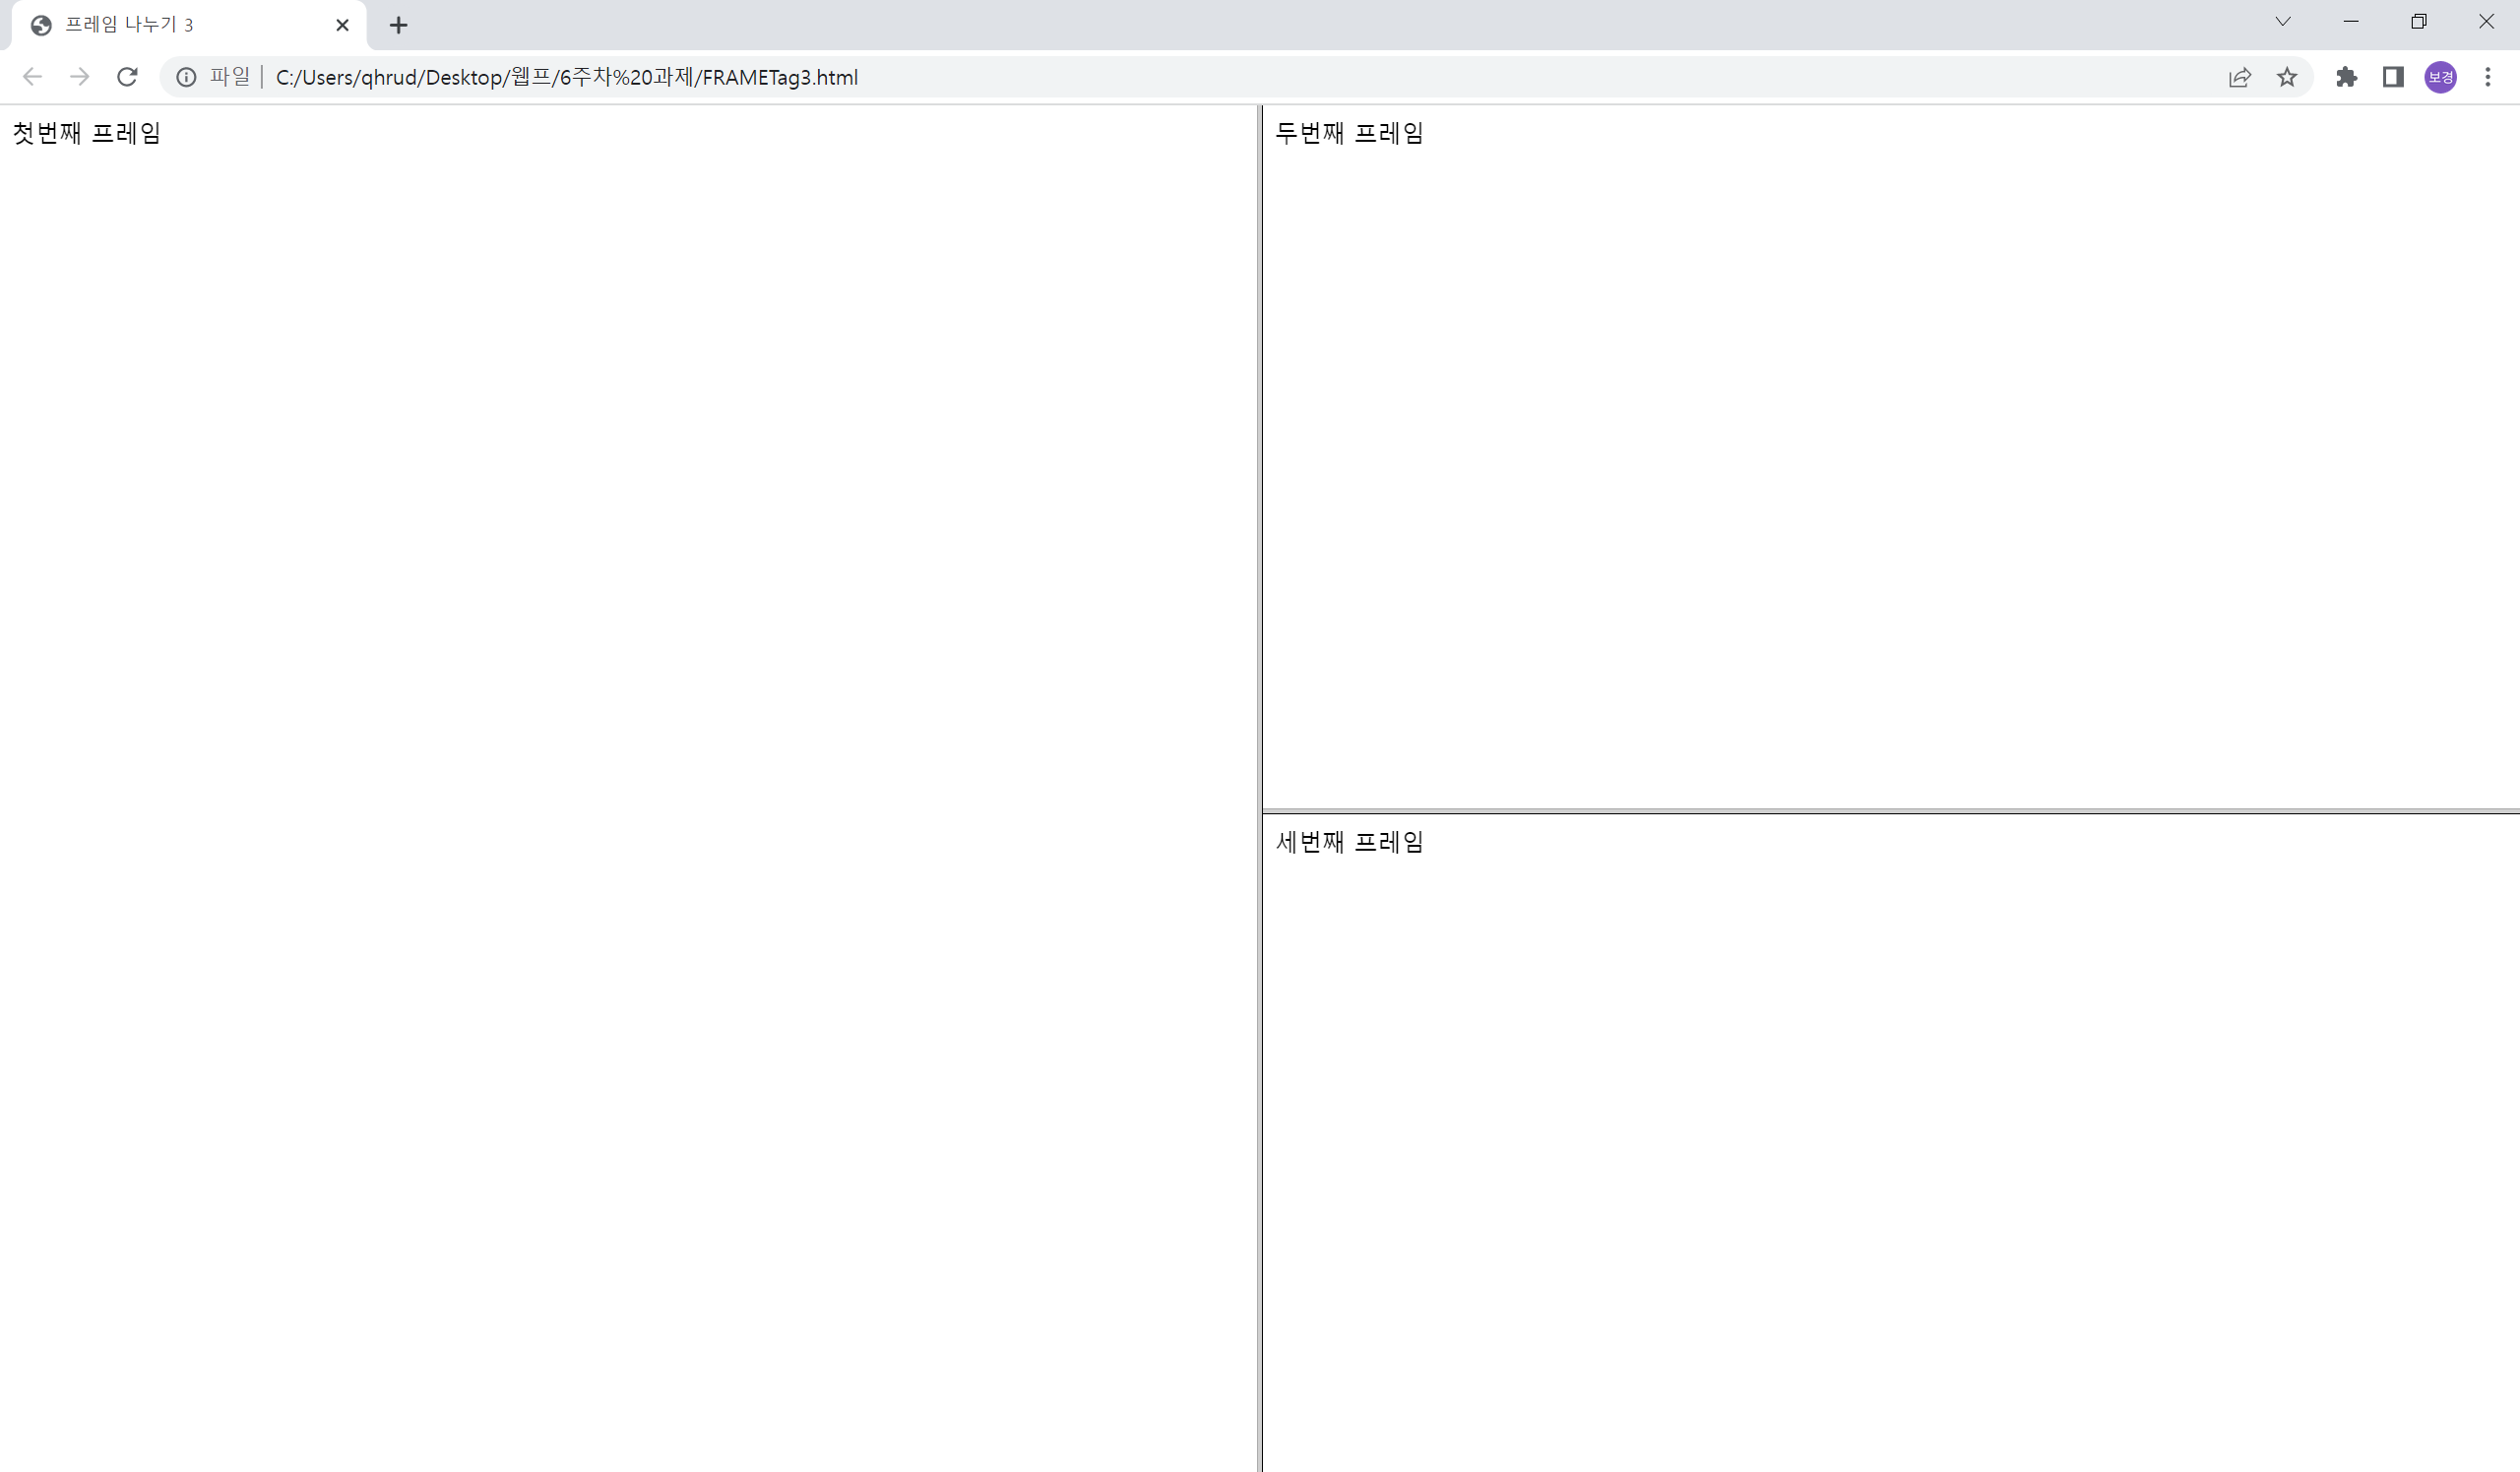 프레임 나누기 3
파일 C:/Users/qhrud/Desktop/웹프/6주차%20과제/FRAMETag3.html
보경
첫번째 프레임
두번째 프레임
세번째 프레임